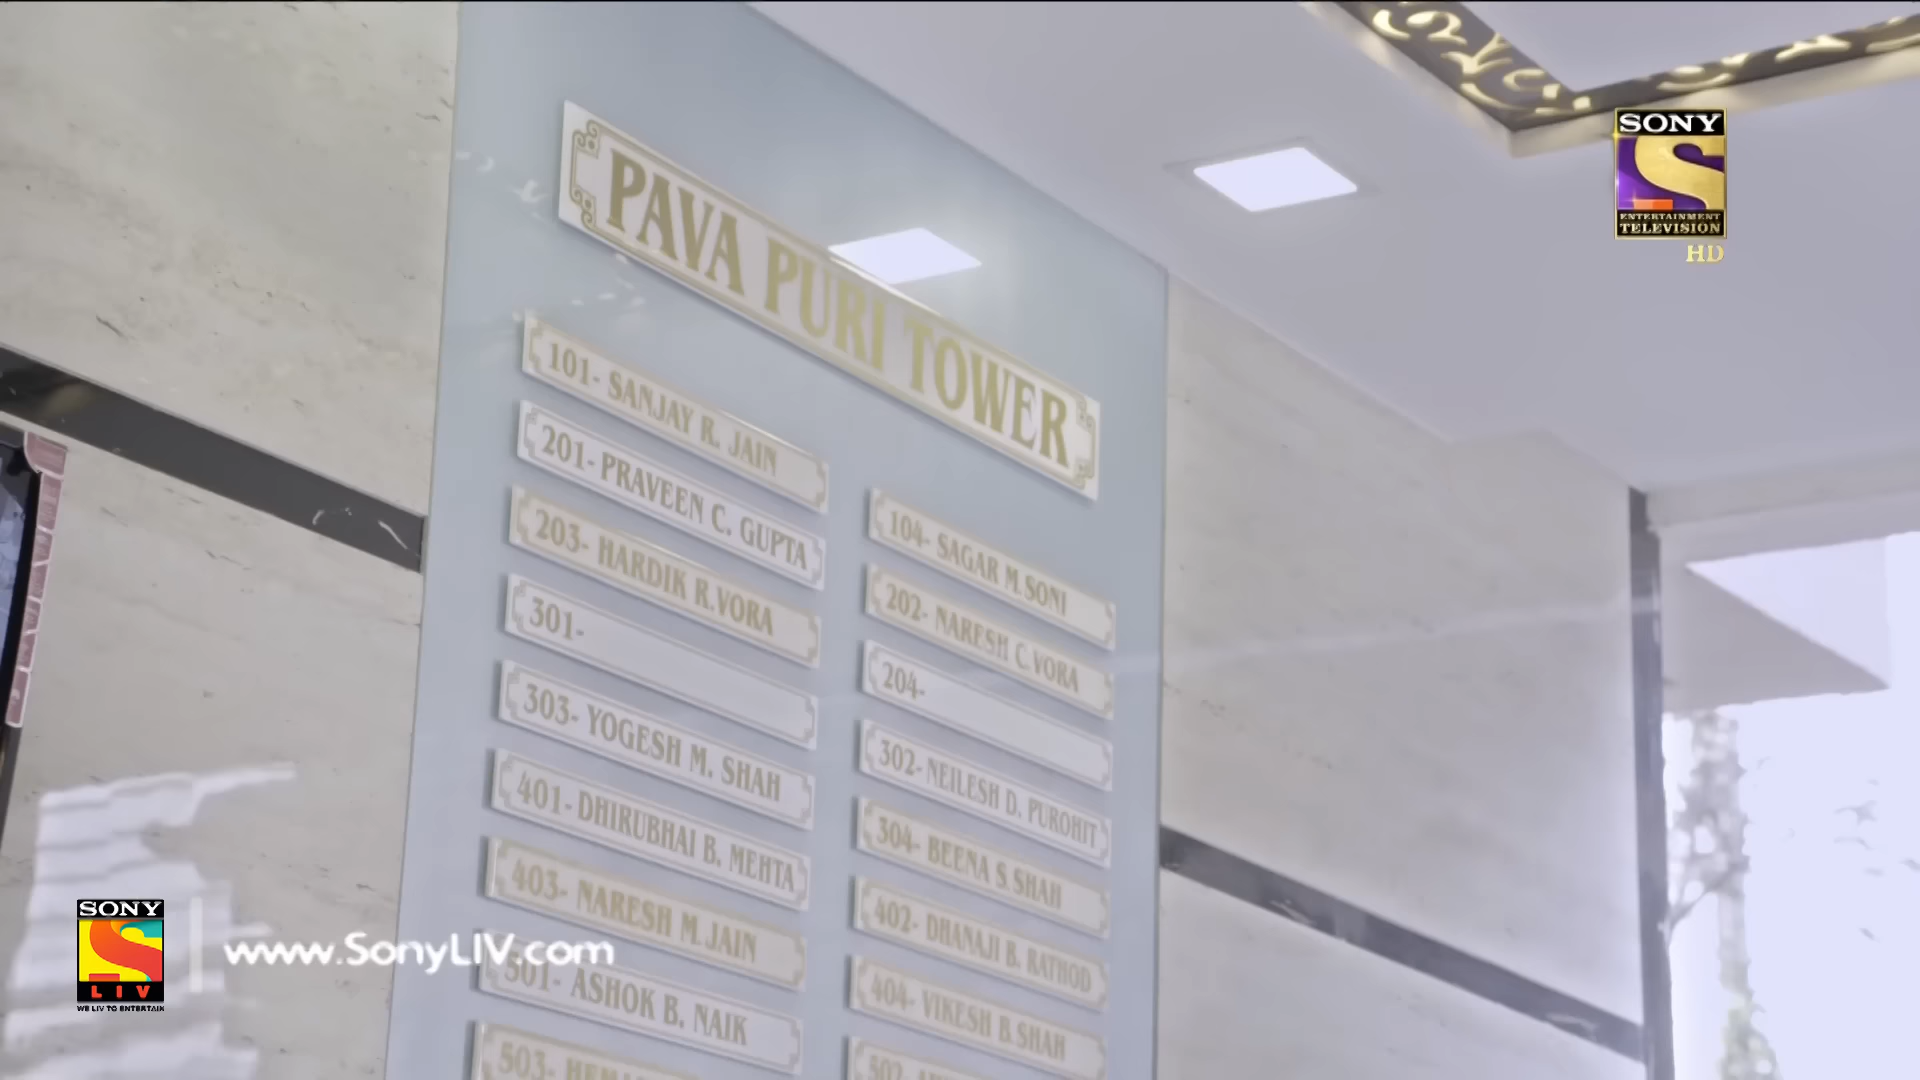 PAVA PURI TOWER
101- SANJAY R. JAIN
201- PRAVEEN C. GUPTA
203- HARDIK R.VORA
301-
303- YOGESH M. SHAH
401- DHIRUBHAI B. MEHTA
403- NARESH M.JAIN
501- ASHOK B. NAIK
503-
104- SAGAR M.SONI
202- NARESH C.VORA
204-
302- NEILESH D. PUROHIT
304- BEENA S.SHAH
402- DHANAJI B. RATHOD
404- VIKESH B.SHAH
502-
SONY
ENTERTAINMENT
TELEVISION
HD
SONY
LIV
WE LIV TO ENTERTAIN
www.SonyLIV.com